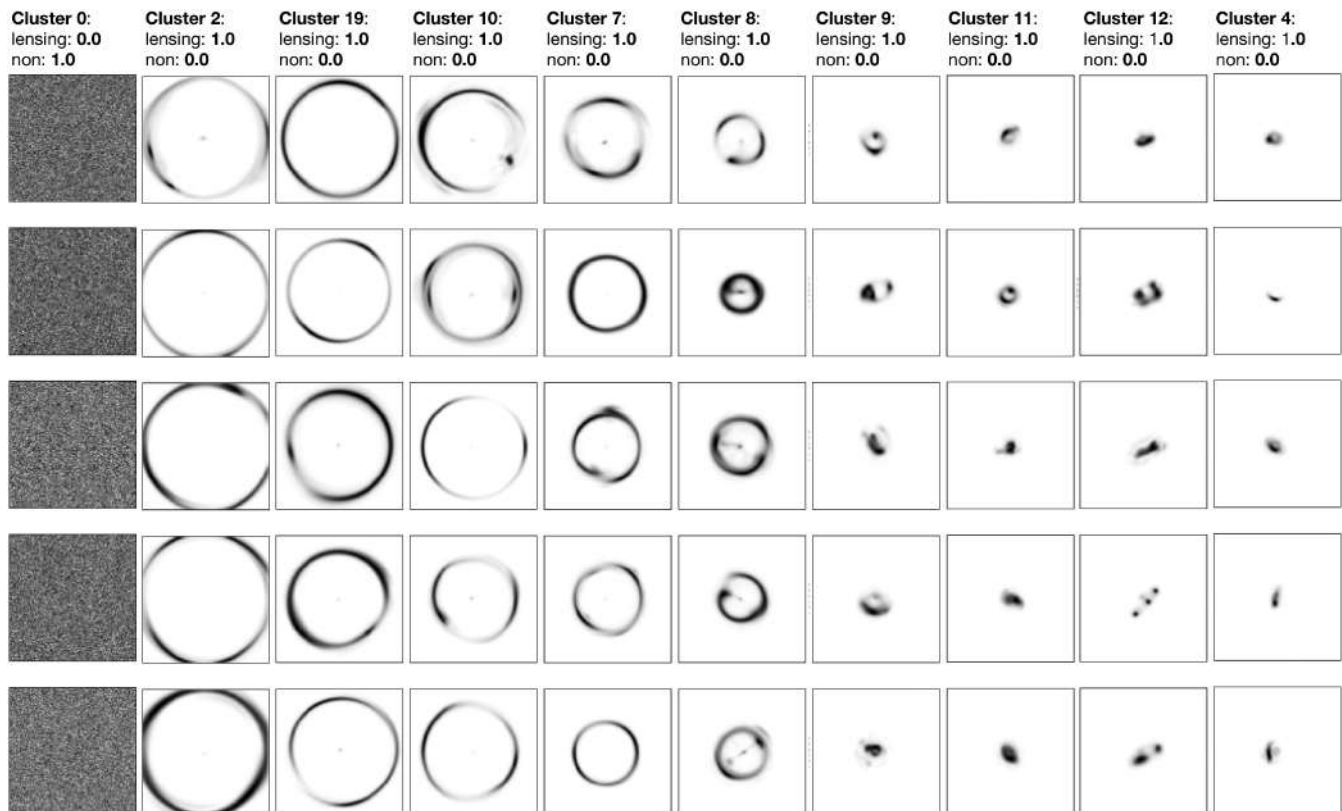 Cluster 0:
lensing: 0.0
non: 1.0
Cluster 2:
lensing: 1.0
non: 0.0
Cluster 19:
lensing: 1.0
non: 0.0
Cluster 10:
lensing: 1.0
non: 0.0
Cluster 7:
lensing: 1.0
non: 0.0
Cluster 8:
lensing: 1.0
non: 0.0
Cluster 9:
lensing: 1.0
non: 0.0
Cluster 11:
lensing: 1.0
non: 0.0
Cluster 12:
lensing: 1.0
non: 0.0
Cluster 4:
lensing: 1.0
non: 0.0